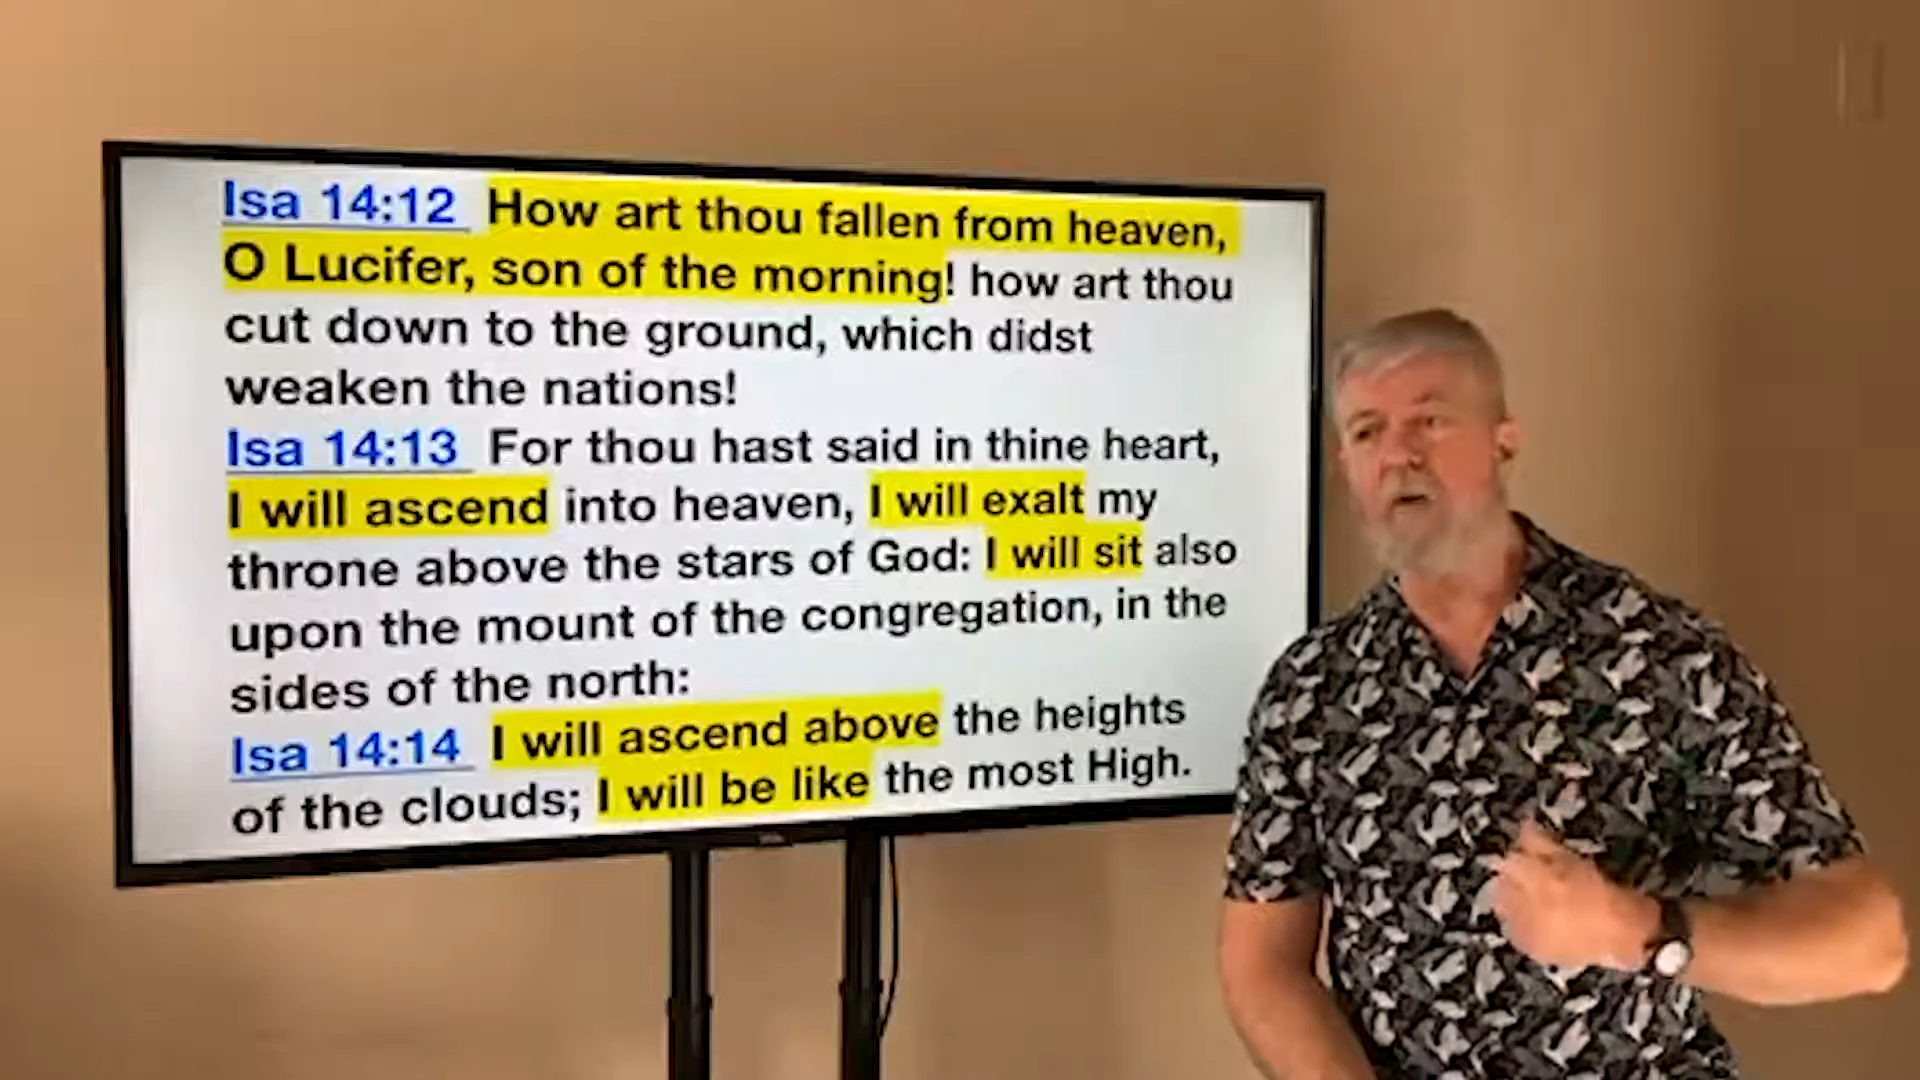 Isa 14:12 How art thou fallen from heaven,
O Lucifer, son of the morning! how art thou
cut down to the ground, which didst
weaken the nations!
Isa 14:13 For thou hast said in thine heart,
I will ascend into heaven, I will exalt my
throne above the stars of God: I will sit also
upon the mount of the congregation, in the
sides of the north:
Isa 14:14 I will ascend above the heights
of the clouds; I will be like the most High.